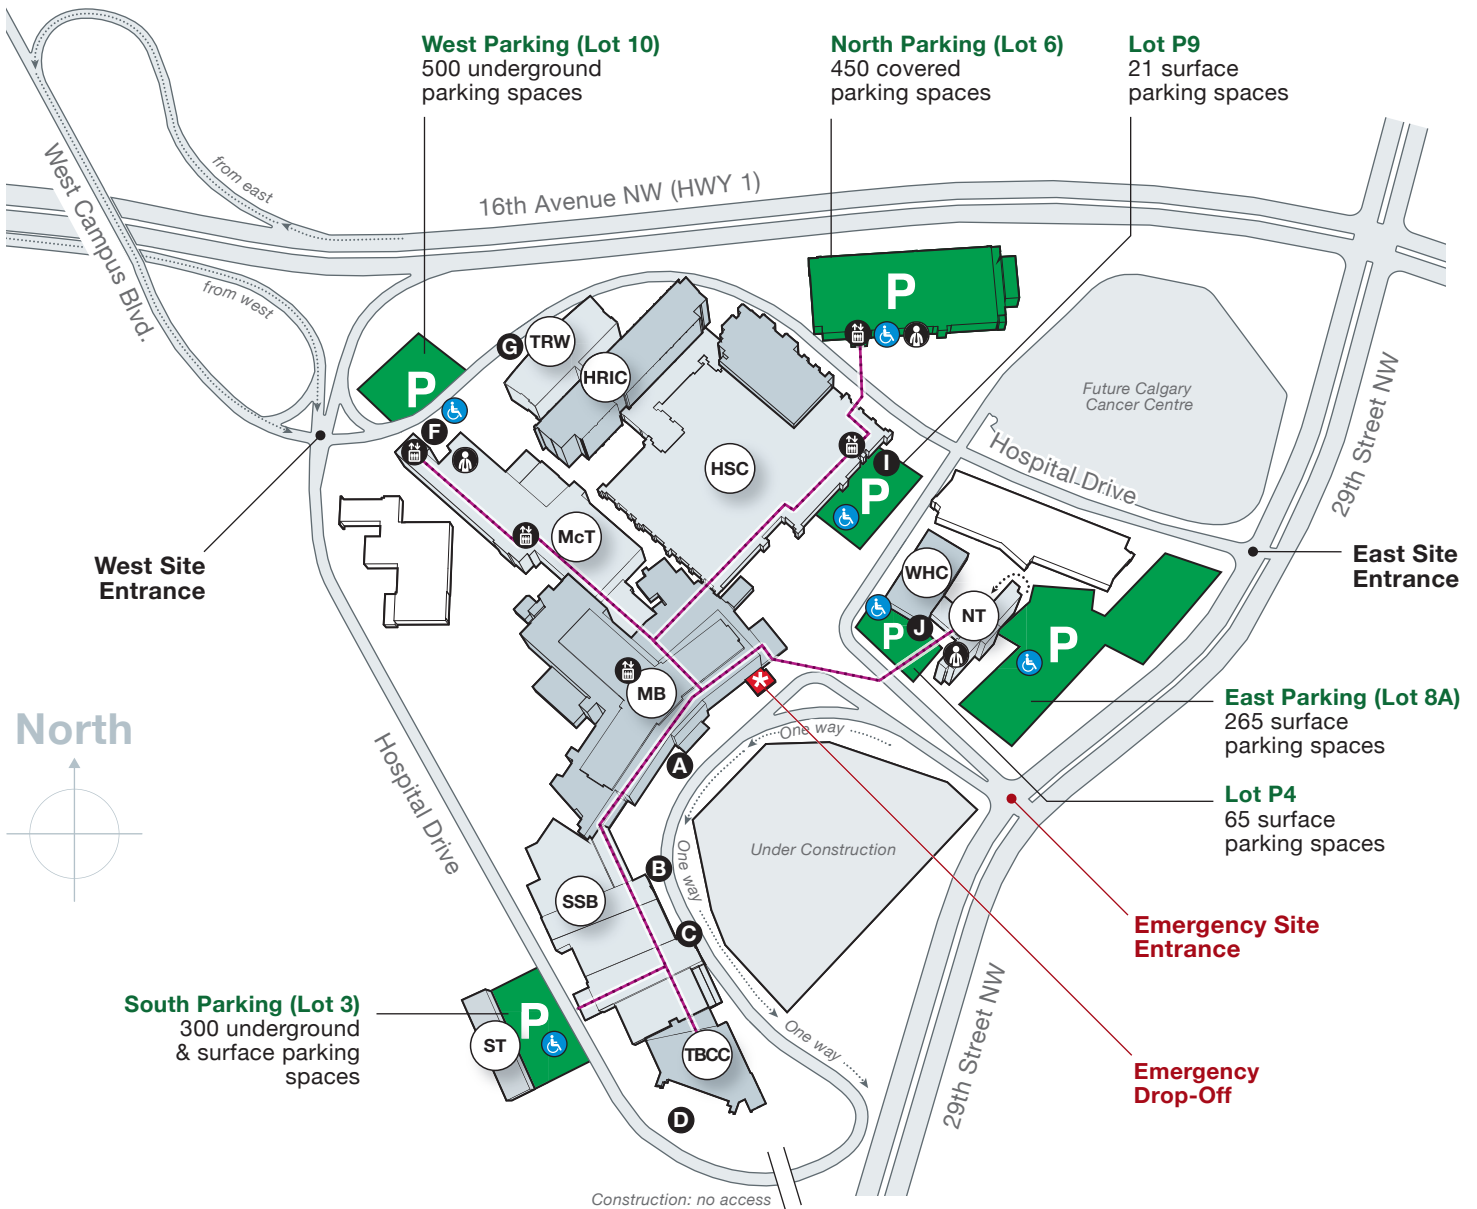 West Parking (Lot 10)
500 underground
parking spaces
North Parking (Lot 6)
450 covered
parking spaces
Lot P9
21 surface
parking spaces
West Campus Blvd.
from east
from west
16th Avenue NW (HWY 1)
P
P
G
TRW
HRIC
F
HSC
I
P
McT
Future Calgary
Cancer Centre
Hospital Drive
29th Street NW
West Site
Entrance
East Site
Entrance
WHC
NT
J
P
P
MB
A
North
Hospital Drive
One way
East Parking (Lot 8A)
265 surface
parking spaces
Lot P4
65 surface
parking spaces
One way
Under Construction
B
SSB
C
Emergency Site
Entrance
South Parking (Lot 3)
300 underground
& surface parking
spaces
P
ST
TBCC
One way
29th Street NW
Emergency
Drop-Off
D
Construction: no access